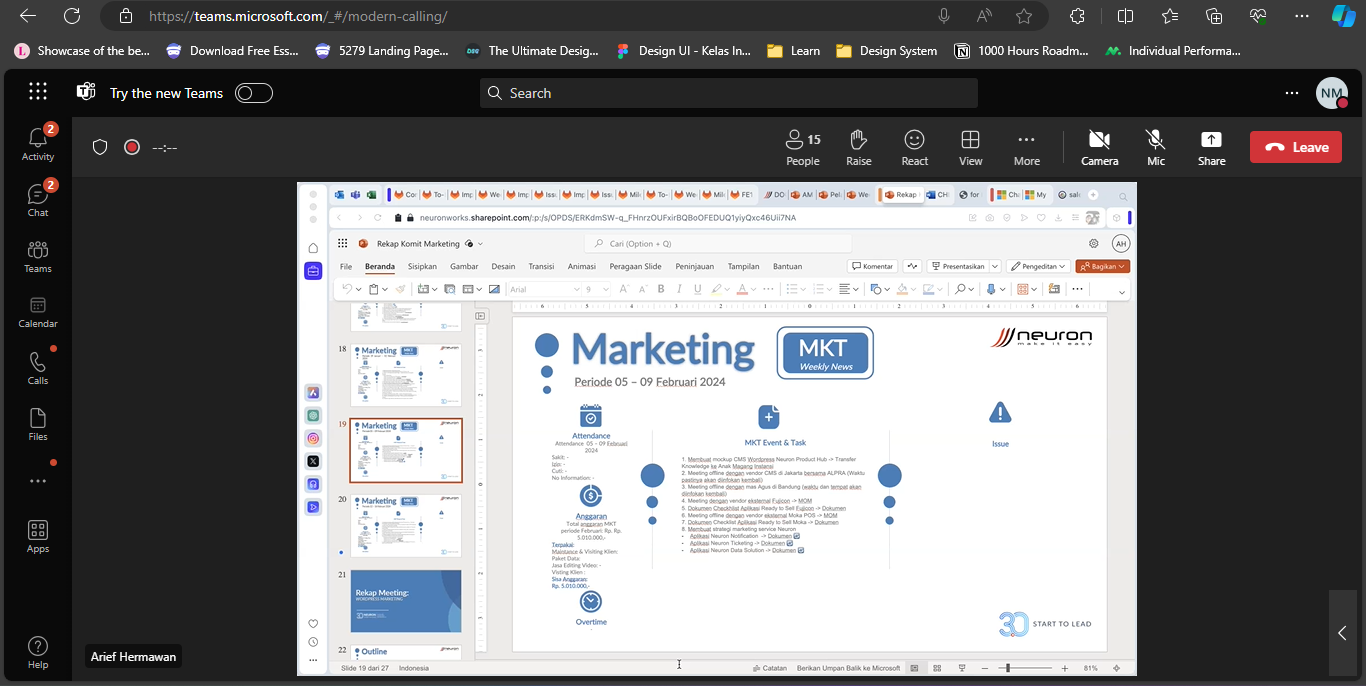 https://teams.microsoft.com/_#/modern-calling/
Showcase of the be...
Download Free Ess...
5279 Landing Page...
The Ultimate Desig...
Design UI - Kelas In...
Learn
Design System
1000 Hours Roadm...
Individual Performa...
Try the new Teams
Search
NM
2
Activity
2
Chat
Teams
Calendar
Calls
Files
Apps
Help
--:--
15
People
Raise
React
View
More
Camera
Mic
Share
Leave
neuronworks.sharepoint.com/:p:/s/OPDS/ERKdmSW-q_FHnrzOUFxirBQBoOFEDUQ1yiyQxc46Uii7NA
Rekap Komit Marketing
Cari (Option + Q)
AH
File
Beranda
Sisipkan
Gambar
Desain
Transisi
Animasi
Peragaan Slide
Peninjauan
Tampilan
Bantuan
Komentar
Presentasikan
Pengeditan
Bagikan
Arial
9
18
Marketing
19
Marketing
20
Marketing
21
Rekap Meeting:
WORDPRESS MARKETING
22
Outline
Marketing
MKT
Weekly News
Periode 05 – 09 Februari 2024
neuron
make it easy
Attendance
Attendance 05 – 09 Februari
2024
Sakit: -
Izin: -
Cuti: -
No Information: -
Anggaran
Total anggaran MKT
periode Februari: Rp. Rp.
5.010.000,-
Terpakai:
Maintance & Visiting Klien:
Paket Data:
Jasa Editing Video: -
Visting Klien :
Sisa Anggaran:
Rp. 5.010.000,-
Overtime
MKT Event & Task
1. Membuat mockup CMS Wordpress Neuron Product Hub -> Transfer
Knowledge ke Anak Magang Instansi
2. Meeting offline dengan vendor CMS di Jakarta bersama ALPRA (Waktu
pastinya akan diinfokan kembali)
3. Meeting offline dengan mas Agus di Bandung (waktu dan tempat akan
diinfokan kembali)
4. Meeting dengan vendor eksternal Fujicon -> MOM
5. Dokumen Checkhlist Aplikasi Ready to Sell Fujicon -> Dokumen
6. Meeting offline dengan vendor eksternal Moka POS -> MOM
7. Dokumen Checklist Aplikasi Ready to Sell Moka -> Dokumen
8. Membuat strategi marketing service Neuron
- Aplikasi Neuron Notification -> Dokumen
- Aplikasi Neuron Ticketing -> Dokumen
- Aplikasi Neuron Data Solution -> Dokumen
Issue
30 START TO LEAD
Slide 19 dari 27
Indonesia
Catatan
Berikan Umpan Balik ke Microsoft
81%
Arief Hermawan